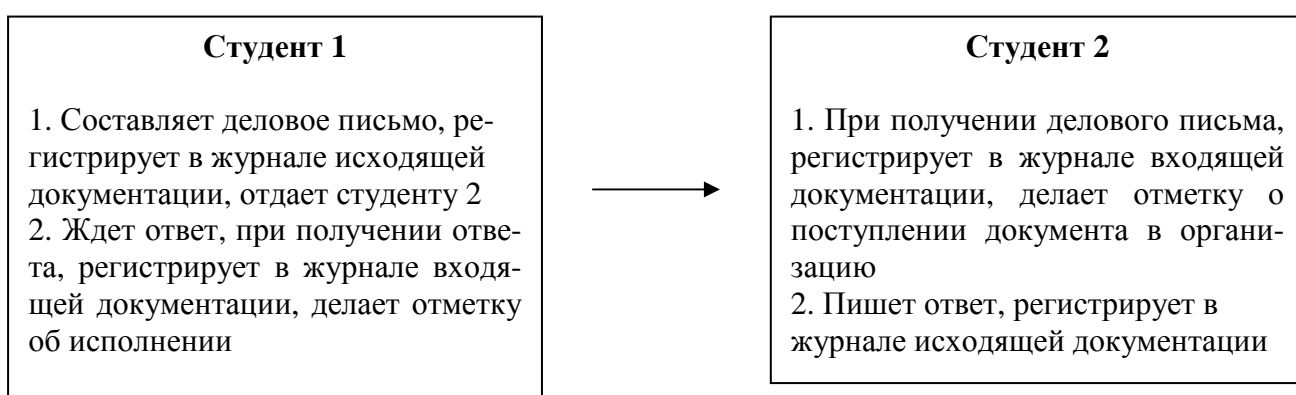 Студент 1
1. Составляет деловое письмо, ре-
гистрирует в журнале исходящей
документации, отдает студенту 2
2. Ждет ответ, при получении отве-
та, регистрирует в журнале входя-
щей документации, делает отметку
об исполнении
Студент 2
1. При получении делового письма,
регистрирует в журнале входящей
документации, делает отметку о
поступлении документа в органи-
зацию
2. Пишет ответ, регистрирует в
журнале исходящей документации